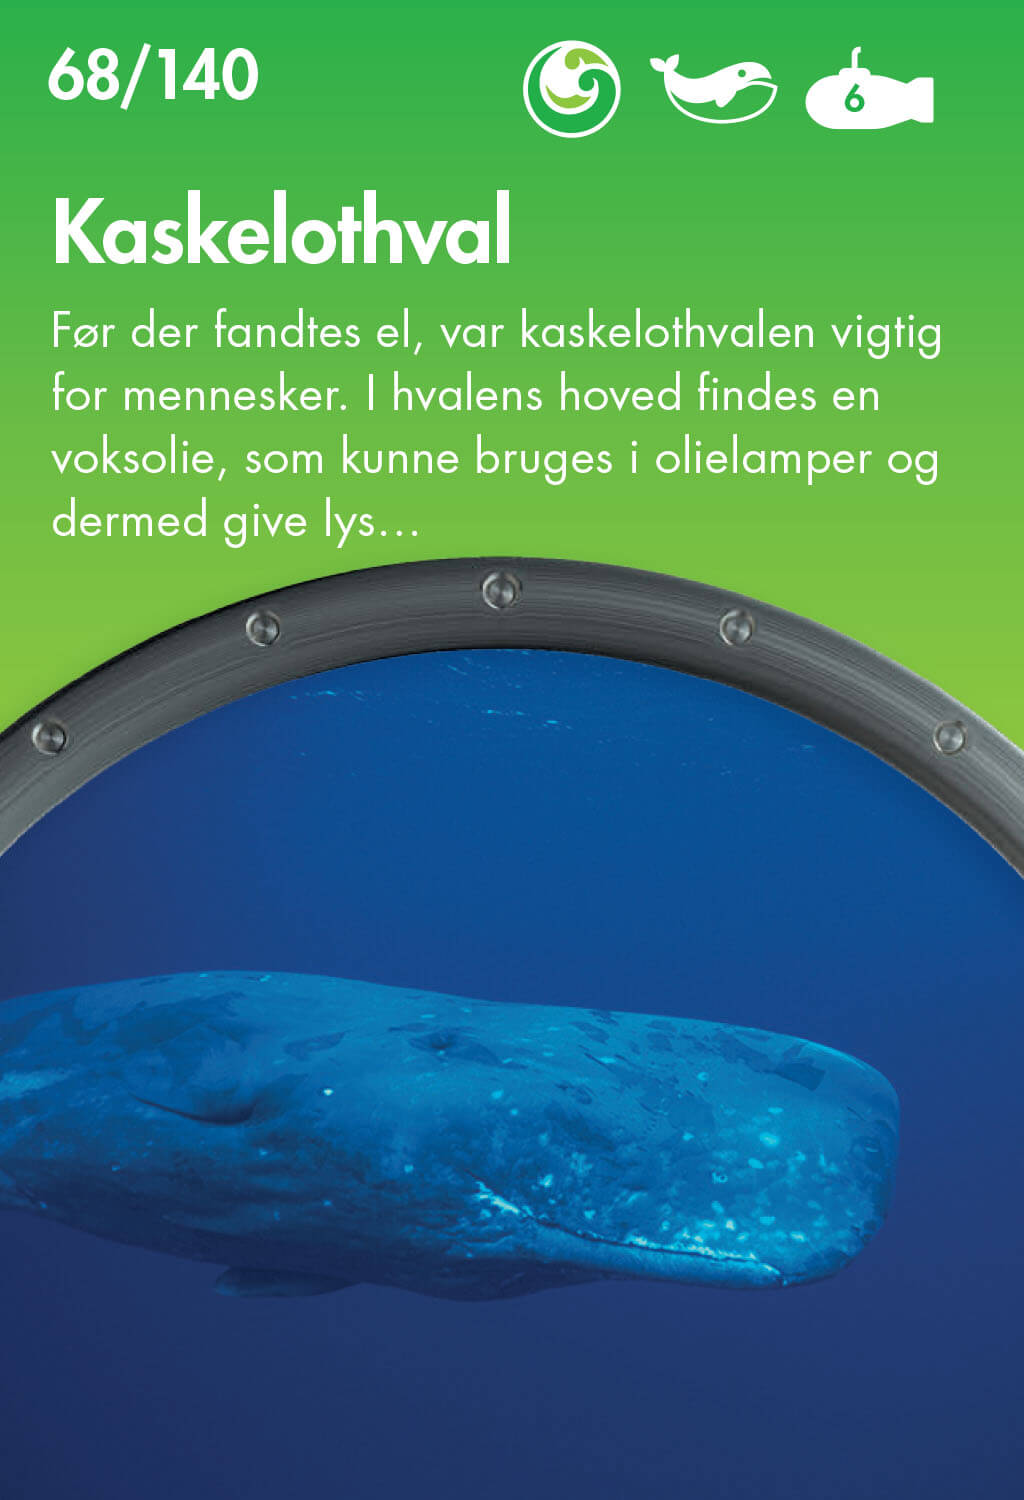 68/140
6
Kaskelothval
Før der fandtes el, var kaskelothvalen vigtig
for mennesker. I hvalens hoved findes en
voksolie, som kunne bruges i olielamper og
dermed give lys...